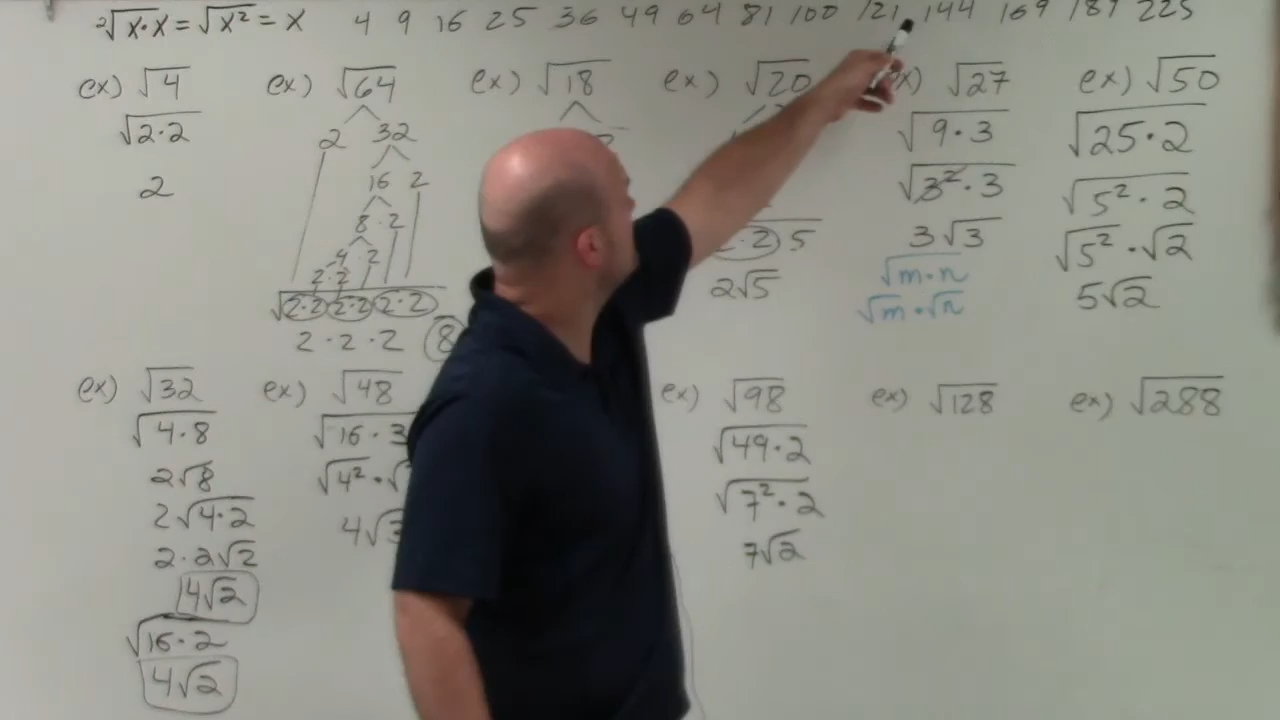 ²√x·x = √x² = x 4 9 16 25 36 49 64 81 100 121 144 169 189 225
ex) √4
√2·2
2
ex) √64
2 32
16 2
8 · 2
4 · 2
2 · 2
√2·2 2·2 2·2
2 · 2 · 2 8
ex) √18
ex) √20
2) 5
2√5
√27
√9·3
√3²·3
3√3
√m·n
√m·√n
ex) √50
√25·2
√5²·2
√5²·√2
5√2
ex) √32
√4·8
2√8
2√4·2
2·2√2
4√2
√16·2
4√2
ex) √48
√16·3
√4²·√
4√3
ex) √98
√49·2
√7²·2
7√2
ex) √128
ex) √288